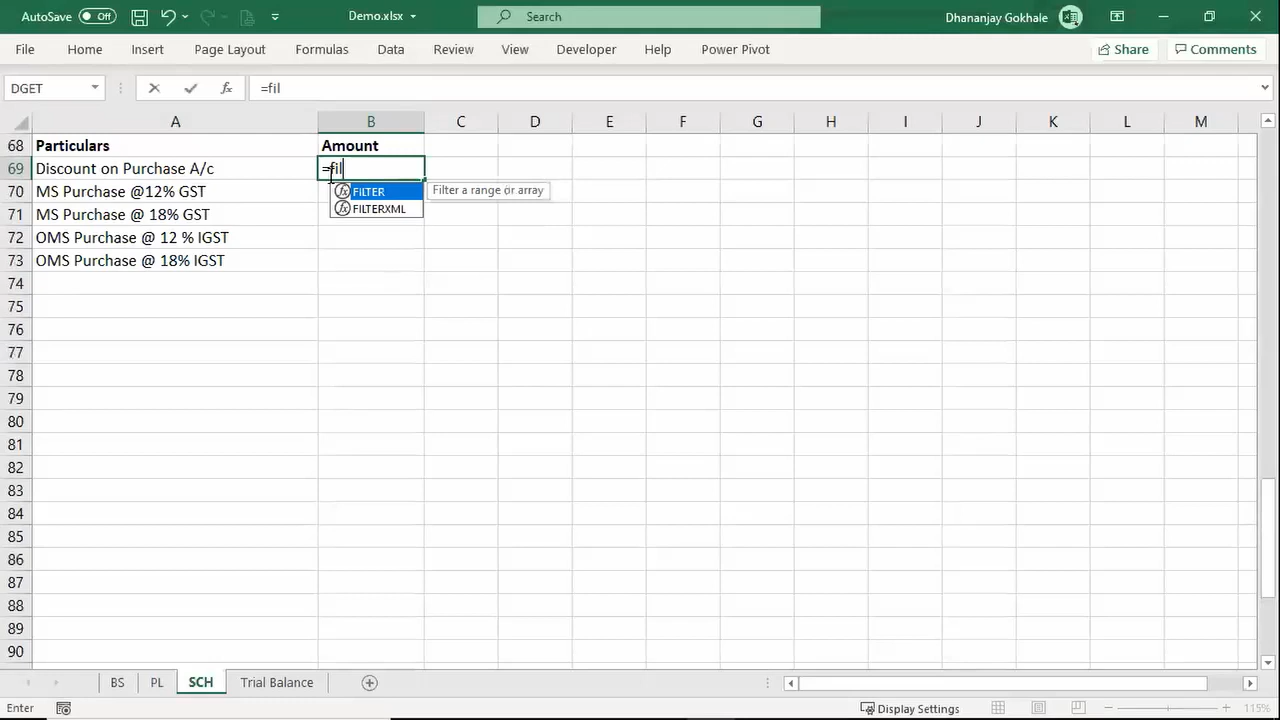 AutoSave Off Demo.xlsx Search Dhananjay Gokhale
File Home Insert Page Layout Formulas Data Review View Developer Help Power Pivot Share Comments
DGET fx =fil
A B C D E F G H I J K L M
68 Particulars Amount
69 Discount on Purchase A/c =fil
70 MS Purchase @12% GST FILTER Filter a range or array
FILTERXML
71 MS Purchase @ 18% GST
72 OMS Purchase @ 12 % IGST
73 OMS Purchase @ 18% IGST
74
75
76
77
78
79
80
81
82
83
84
85
86
87
88
89
90
BS PL SCH Trial Balance
Enter Display Settings 115%